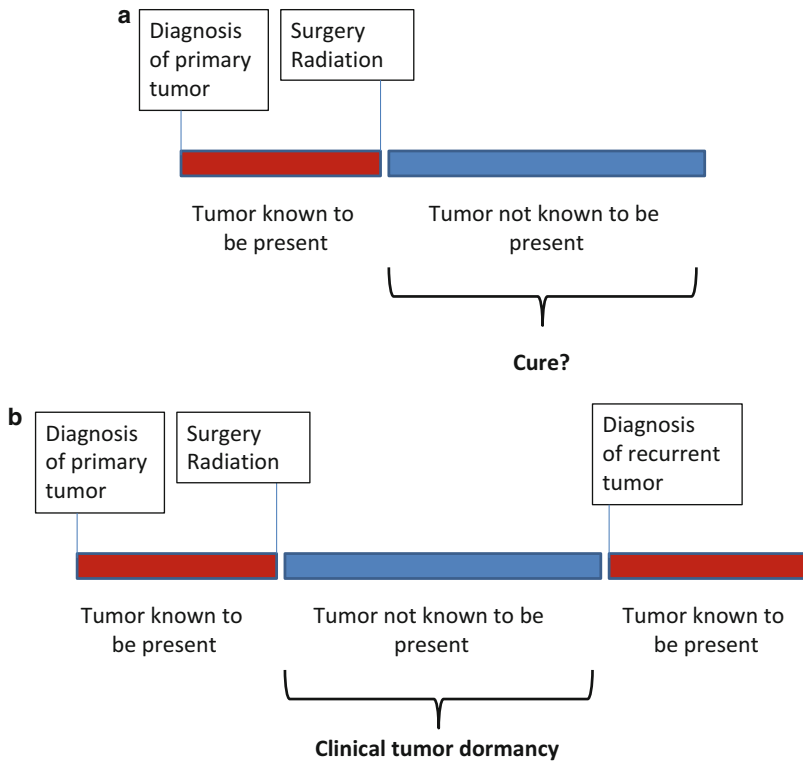 a
Diagnosis
of primary
tumor
Surgery
Radiation
Tumor known to
be present
Tumor not known to be
present
Cure?
b
Diagnosis
of primary
tumor
Surgery
Radiation
Diagnosis
of recurrent
tumor
Tumor known to
be present
Tumor not known to be
present
Tumor known to
be present
Clinical tumor dormancy